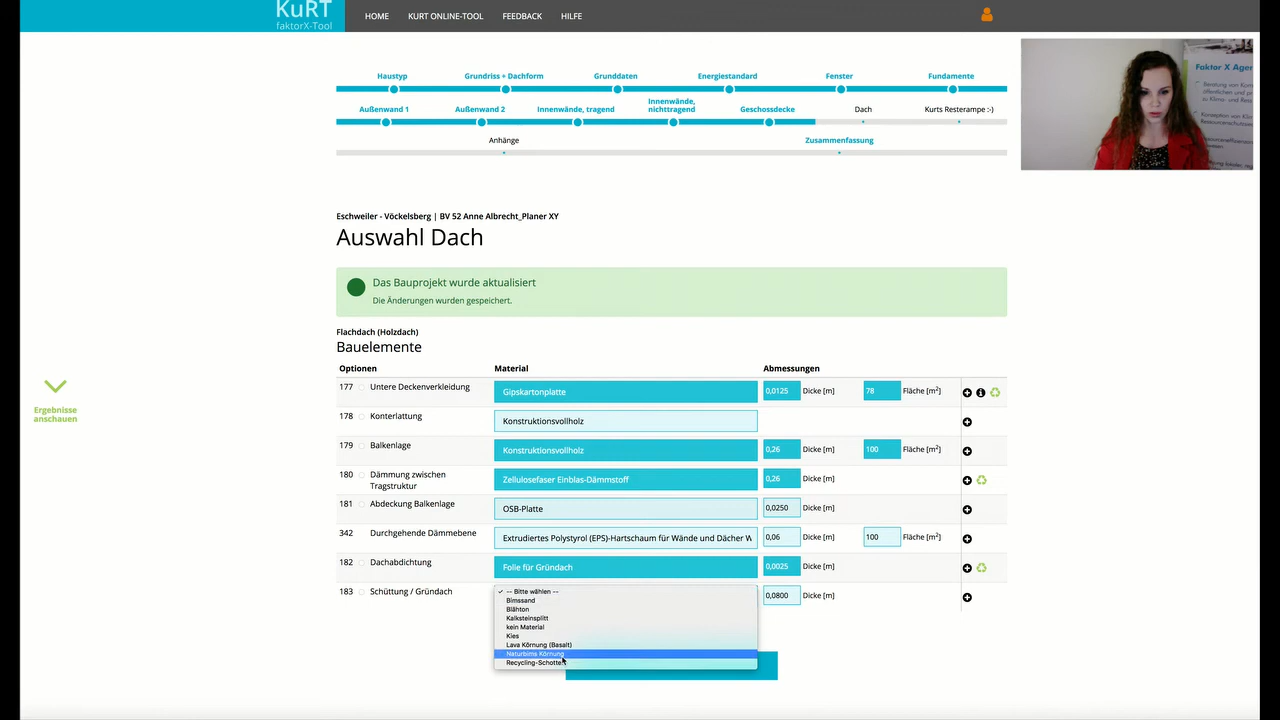 KuRT
faktorX-Tool
HOME KURT ONLINE-TOOL FEEDBACK HILFE
Faktor X Agen
Haustyp Grundriss + Dachform Grunddaten Energiestandard Fenster Fundamente
Außenwand 1 Außenwand 2 Innenwände, tragend Innenwände, nichttragend Geschossdecke Dach Kurts Resterampe :-)
Anhänge Zusammenfassung
Eschweiler - Vöckelsberg | BV 52 Anne Albrecht_Planer XY
Auswahl Dach
Das Bauprojekt wurde aktualisiert
Die Änderungen wurden gespeichert.
Flachdach (Holzdach)
Bauelemente
Optionen Material Abmessungen
177 Untere Deckenverkleidung Gipskartonplatte 0,0125 Dicke [m] 78 Fläche [m²]
Ergebnisse
anschauen
178 Konterlattung Konstruktionsvollholz
179 Balkenlage Konstruktionsvollholz 0,26 Dicke [m] 100 Fläche [m²]
180 Dämmung zwischen Tragstruktur Zellulosefaser Einblas-Dämmstoff 0,26 Dicke [m]
181 Abdeckung Balkenlage OSB-Platte 0,0250 Dicke [m]
342 Durchgehende Dämmebene Extrudiertes Polystyrol (EPS)-Hartschaum für Wände und Dächer W 0,06 Dicke [m] 100 Fläche [m²]
182 Dachabdichtung Folie für Gründach 0,0025 Dicke [m]
183 Schüttung / Gründach -- Bitte wählen -- 0,0800 Dicke [m]
Bimssand
Blähton
Kalksteinsplitt
kein Material
Kies
Lava Körnung (Basalt)
Naturbims Körnung
Recycling-Schotter